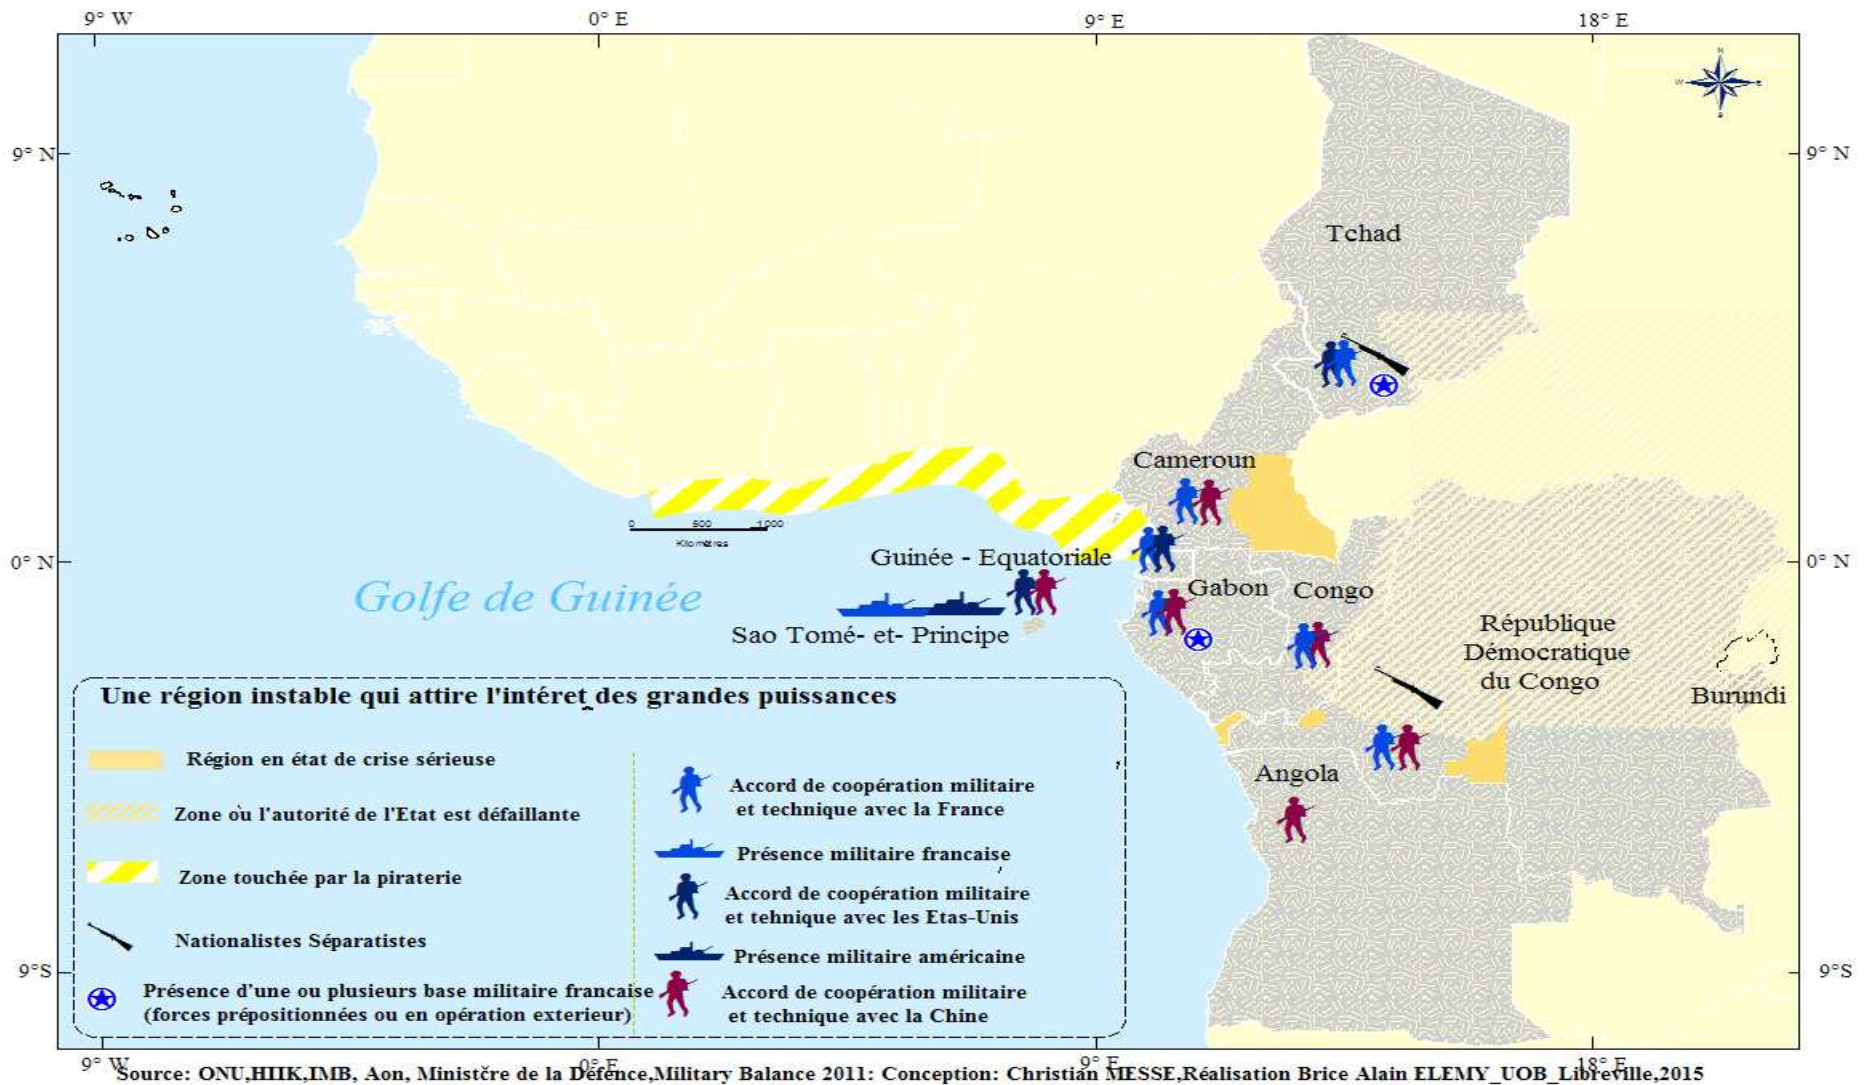 9° W
0° E
9° E
18° E
N
W
E
S
9° N
9° N
Tchad
Cameroun
0
500
1,000
Kilomètres
0° N
0° N
Guinée - Equatoriale
Golfe de Guinée
Gabon
Congo
Sao Tomé- et- Principe
République
Démocratique
du Congo
Burundi
Angola
Une région instable qui attire l'intéret des grandes puissances
Région en état de crise sérieuse
Zone où l'autorité de l'Etat est défaillante
Zone touchée par la piraterie
Nationalistes Séparatistes
Présence d'une ou plusieurs base militaire francaise
(forces prépositionnées ou en opération exterieur)
Accord de coopération militaire
et technique avec la France
Présence militaire francaise
Accord de coopération militaire
et tehnique avec les Etas-Unis
Présence militaire américaine
Accord de coopération militaire
et technique avec la Chine
9°S
9°S
9° W
0° E
9° E
18° E
Source: ONU,HIIK,IMB, Aon, Ministčre de la Défence,Military Balance 2011: Conception: Christian MESSE,Réalisation Brice Alain ELEMY_UOB_Libreville,2015